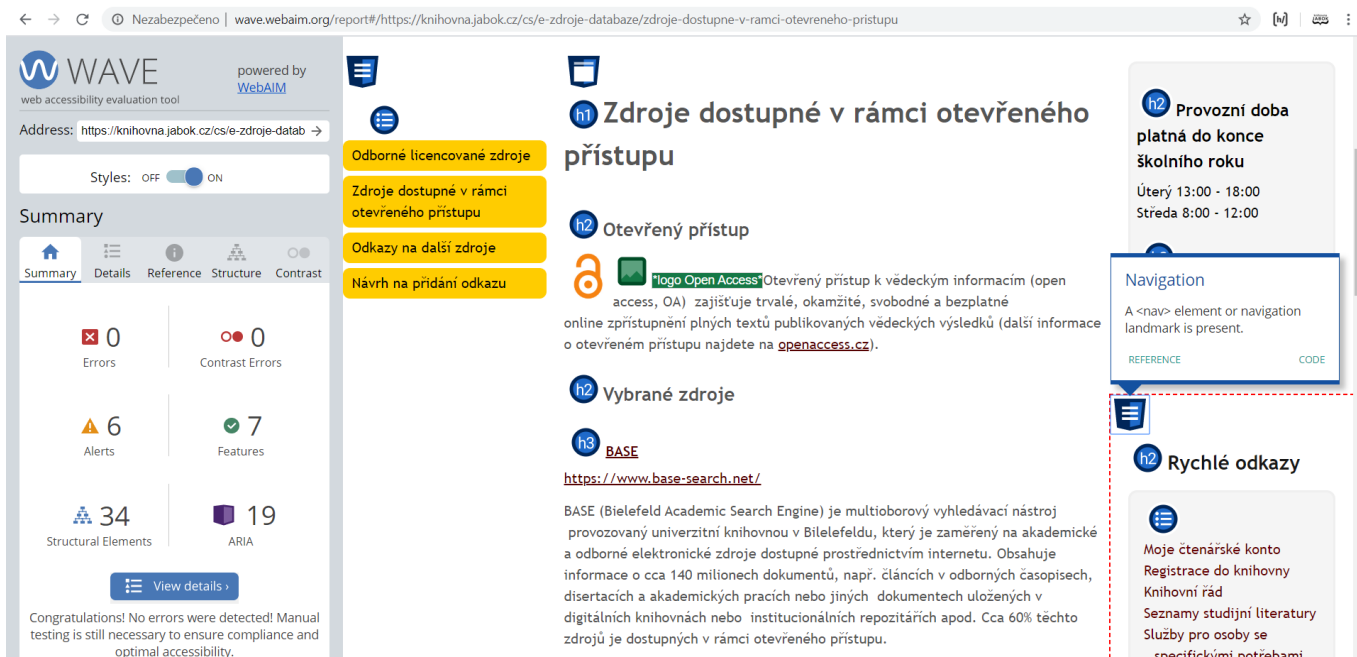 Nezabezpečeno | wave.webaim.org/report#/https://knihovna.jabok.cz/cs/e-zdroje-databaze/zdroje-dostupne-v-ramci-otevreneho-pristupu
WAVE
web accessibility evaluation tool
powered by
WebAIM
Address: https://knihovna.jabok.cz/cs/e-zdroje-datab
Styles: OFF ON
Summary
Summary Details Reference Structure Contrast
0
Errors
0
Contrast Errors
6
Alerts
7
Features
34
Structural Elements
19
ARIA
View details ›
Congratulations! No errors were detected! Manual
testing is still necessary to ensure compliance and
optimal accessibility.
Odborné licencované zdroje
Zdroje dostupné v rámci
otevřeného přístupu
Odkazy na další zdroje
Návrh na přidání odkazu
h1 Zdroje dostupné v rámci otevřeného
přístupu
h2 Otevřený přístup
*logo Open Access* Otevřený přístup k vědeckým informacím (open
access, OA) zajišťuje trvalé, okamžité, svobodné a bezplatné
online zpřístupnění plných textů publikovaných vědeckých výsledků (další informace
o otevřeném přístupu najdete na openaccess.cz).
h2 Vybrané zdroje
h3 BASE
https://www.base-search.net/
BASE (Bielefeld Academic Search Engine) je multioborový vyhledávací nástroj
provozovaný univerzitní knihovnou v Bilelefeldu, který je zaměřený na akademické
a odborné elektronické zdroje dostupné prostřednictvím internetu. Obsahuje
informace o cca 140 milionech dokumentů, např. článcích v odborných časopisech,
disertacích a akademických pracích nebo jiných dokumentech uložených v
digitálních knihovnách nebo institucionálních repozitářích apod. Cca 60% těchto
zdrojů je dostupných v rámci otevřeného přístupu.
h2 Provozní doba
platná do konce
školního roku
Úterý 13:00 - 18:00
Středa 8:00 - 12:00
Navigation
A <nav> element or navigation
landmark is present.
REFERENCE CODE
h2 Rychlé odkazy
Moje čtenářské konto
Registrace do knihovny
Knihovní řád
Seznamy studijní literatury
Služby pro osoby se
specifickými potřebami